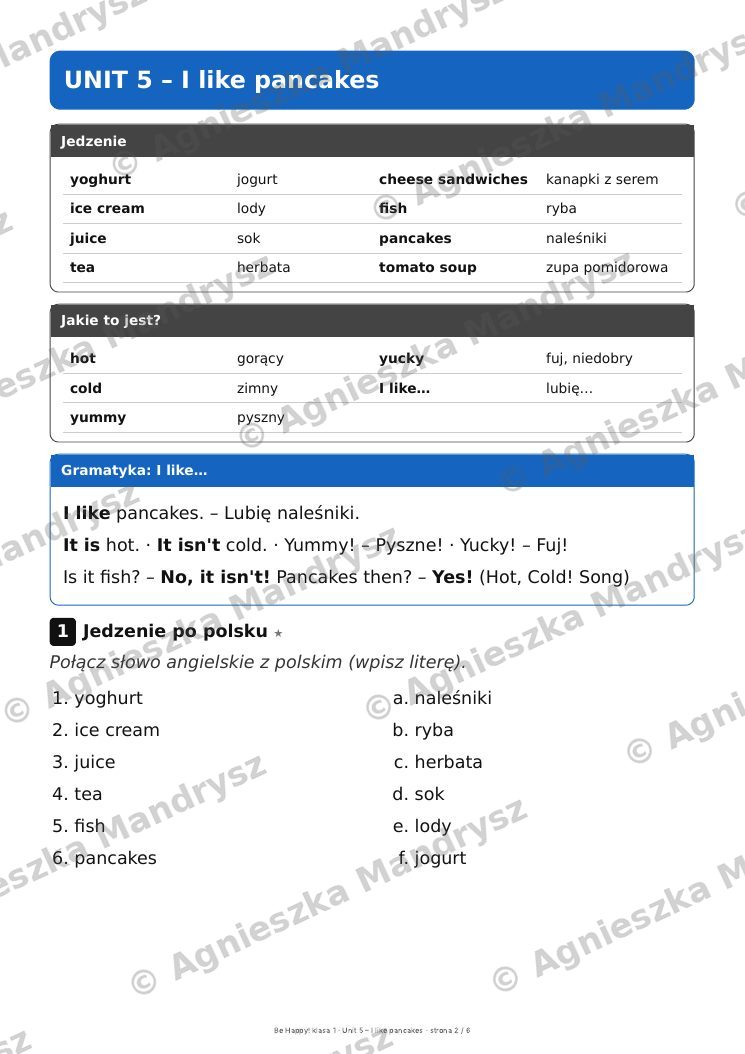 UNIT 5 – I like pancakes
Jedzenie
yoghurt jogurt cheese sandwiches kanapki z serem
ice cream lody fish ryba
juice sok pancakes naleśniki
tea herbata tomato soup zupa pomidorowa
Jakie to jest?
hot gorący yucky fuj, niedobry
cold zimny I like… lubię…
yummy pyszny
Gramatyka: I like…
I like pancakes. – Lubię naleśniki.
It is hot. · It isn't cold. · Yummy! – Pyszne! · Yucky! – Fuj!
Is it fish? – No, it isn't! Pancakes then? – Yes! (Hot, Cold! Song)
1 Jedzenie po polsku ★
Połącz słowo angielskie z polskim (wpisz literę).
1. yoghurt a. naleśniki
2. ice cream b. ryba
3. juice c. herbata
4. tea d. sok
5. fish e. lody
6. pancakes f. jogurt
Be Happy! klasa 1 · Unit 5 – I like pancakes · strona 2 / 6
© Agnieszka Mandrysz